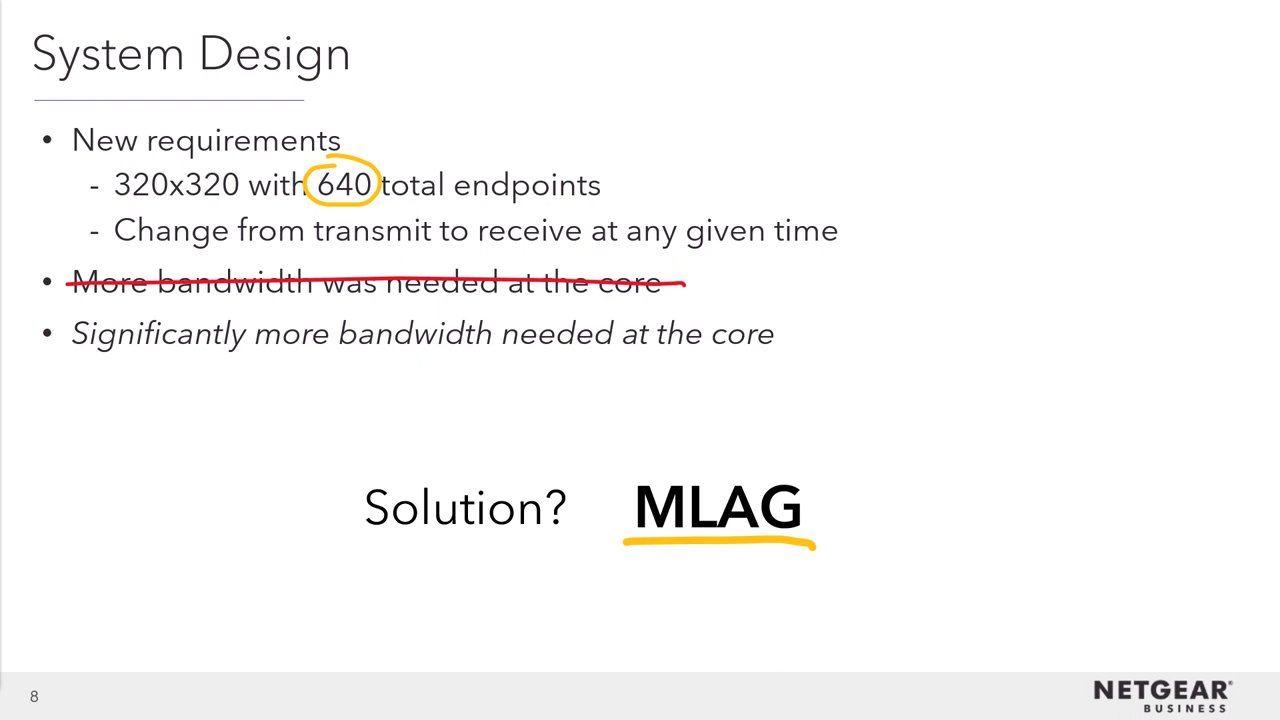 System Design
• New requirements
- 320x320 with 640 total endpoints
- Change from transmit to receive at any given time
• More bandwidth was needed at the core
• Significantly more bandwidth needed at the core
Solution? MLAG
8
NETGEAR®
BUSINESS